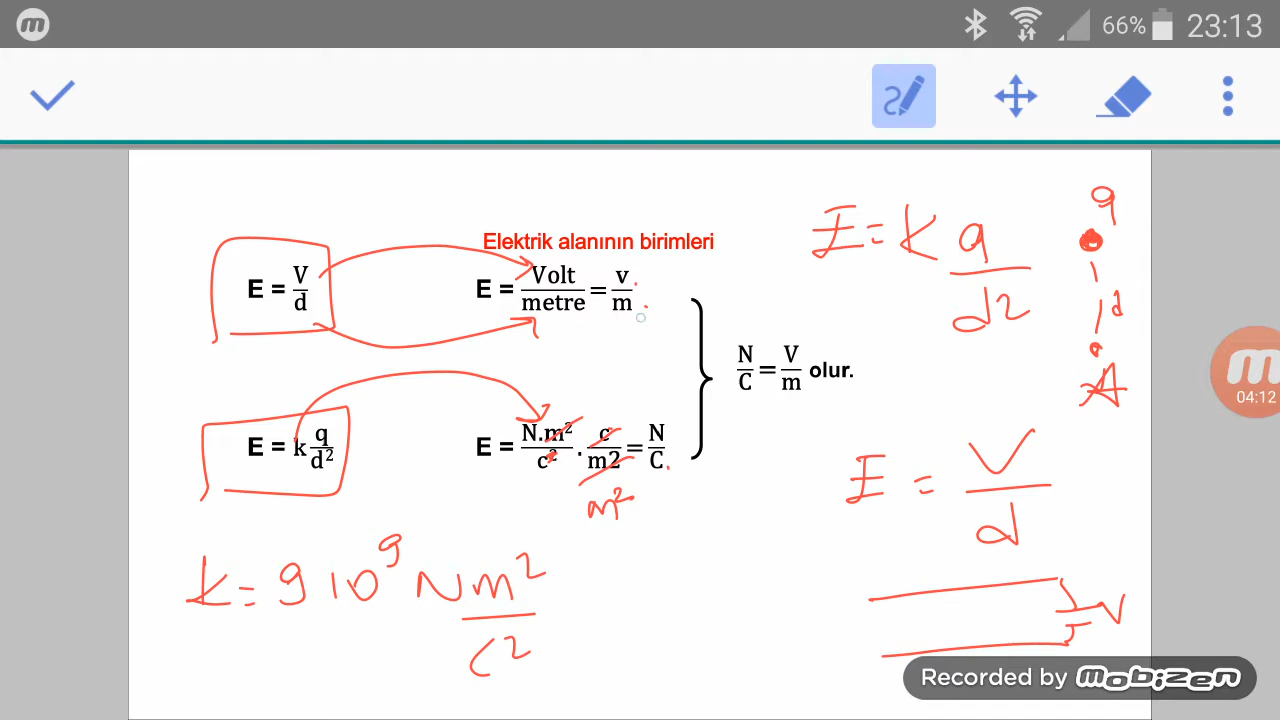 66% 23:13
Elektrik alanının birimleri
E = V/d
E = Volt/metre = v/m
E = k q/d²
E = N.m²/c² . c/m2 = N/C
m²
N/C = V/m olur.
k = 9 10⁹ Nm²/C²
E = k q/d2
q
d
A
E = V/d
V
04:12
Recorded by mobizen